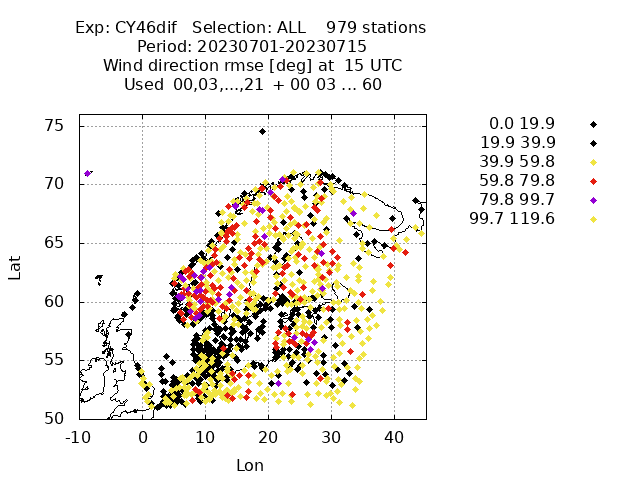 Exp: CY46dif Selection: ALL 979 stations
Period: 20230701-20230715
Wind direction rmse [deg] at 15 UTC
Used 00,03,...,21 + 00 03 ... 60
0.0 19.9
19.9 39.9
39.9 59.8
59.8 79.8
79.8 99.7
99.7 119.6
75
70
65
60
55
50
Lat
-10 0 10 20 30 40
Lon